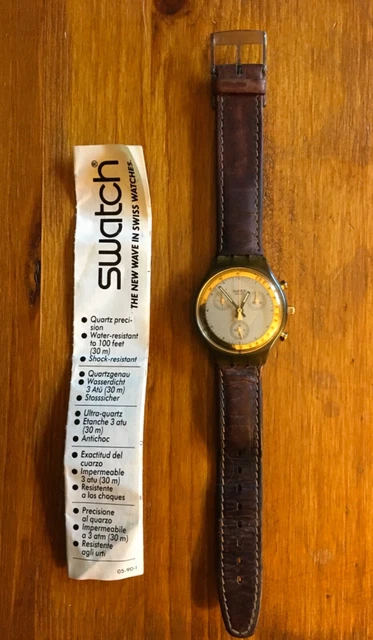 swatch®
THE NEW WAVE IN SWISS WATCHES.
● Quartz preci-
sion
● Water-resistant
to 100 feet
(30 m)
● Shock-resistant
● Quartzgenau
● Wasserdicht
3 Atü (30 m)
● Stosssicher
● Ultra-quartz
● Etanche 3 atu
(30 m)
● Antichoc
● Exactitud del
cuarzo
● Impermeable
3 atu (30 m)
● Resistente
a los choques
● Precisione
al quarzo
● Impermeabile
a 3 atm (30 m)
● Resistente
agli urti